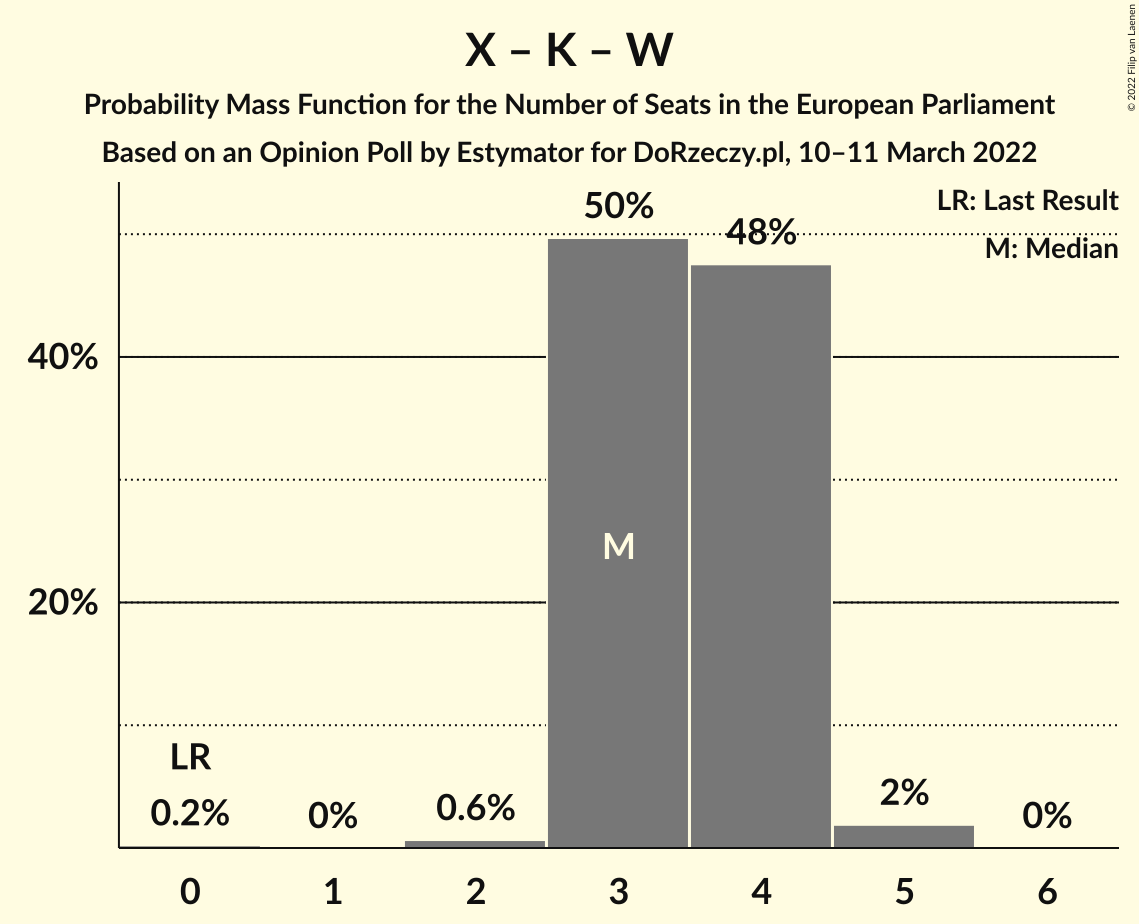 X – K – W
Probability Mass Function for the Number of Seats in the European Parliament
Based on an Opinion Poll by Estymator for DoRzeczy.pl, 10–11 March 2022
© 2022 Filip van Laenen
LR: Last Result
M: Median
50%
48%
40%
20%
M
LR
0.2%
0%
0.6%
2%
0%
0
1
2
3
4
5
6